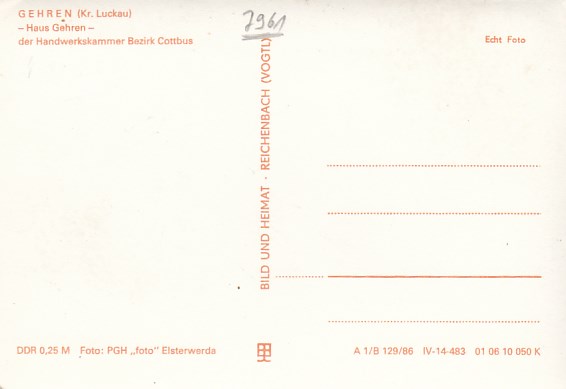 GEHREN (Kr. Luckau)
– Haus Gehren –
der Handwerkskammer Bezirk Cottbus
7961
Echt Foto
BILD UND HEIMAT · REICHENBACH (VOGTL)
DDR 0,25 M Foto: PGH „foto" Elsterwerda
A 1/B 129/86 IV-14-483 01 06 10 050 K